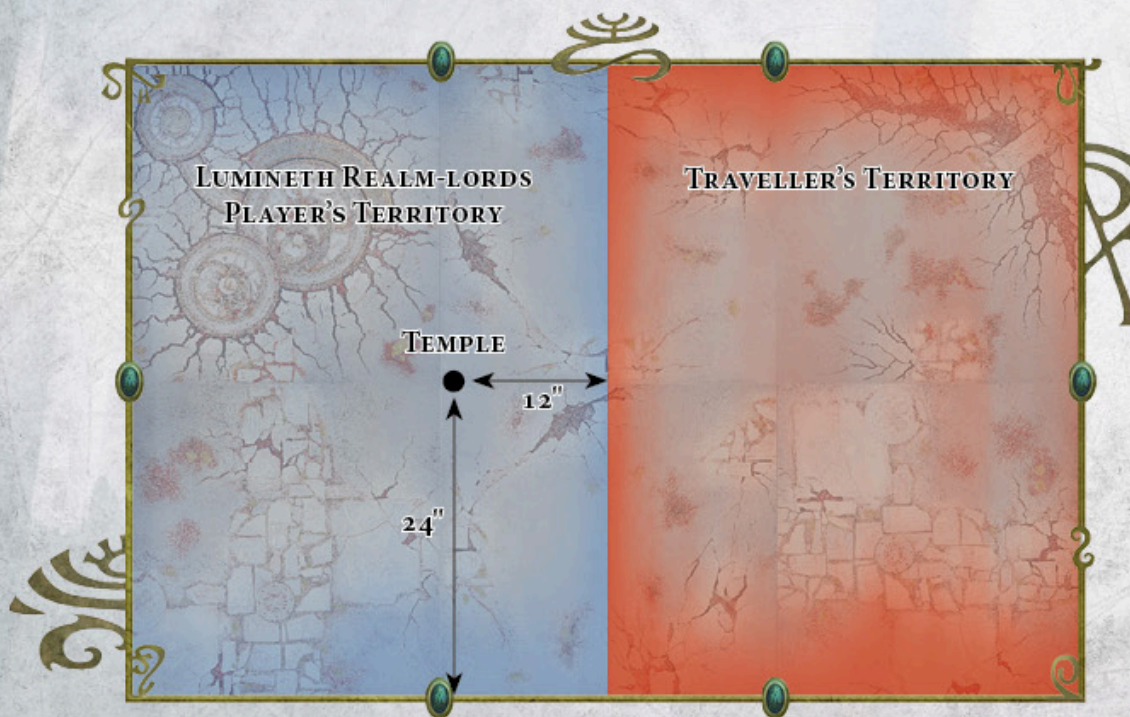 Lumineth Realm-lords
Player's Territory
Traveller's Territory
Temple
12"
24"